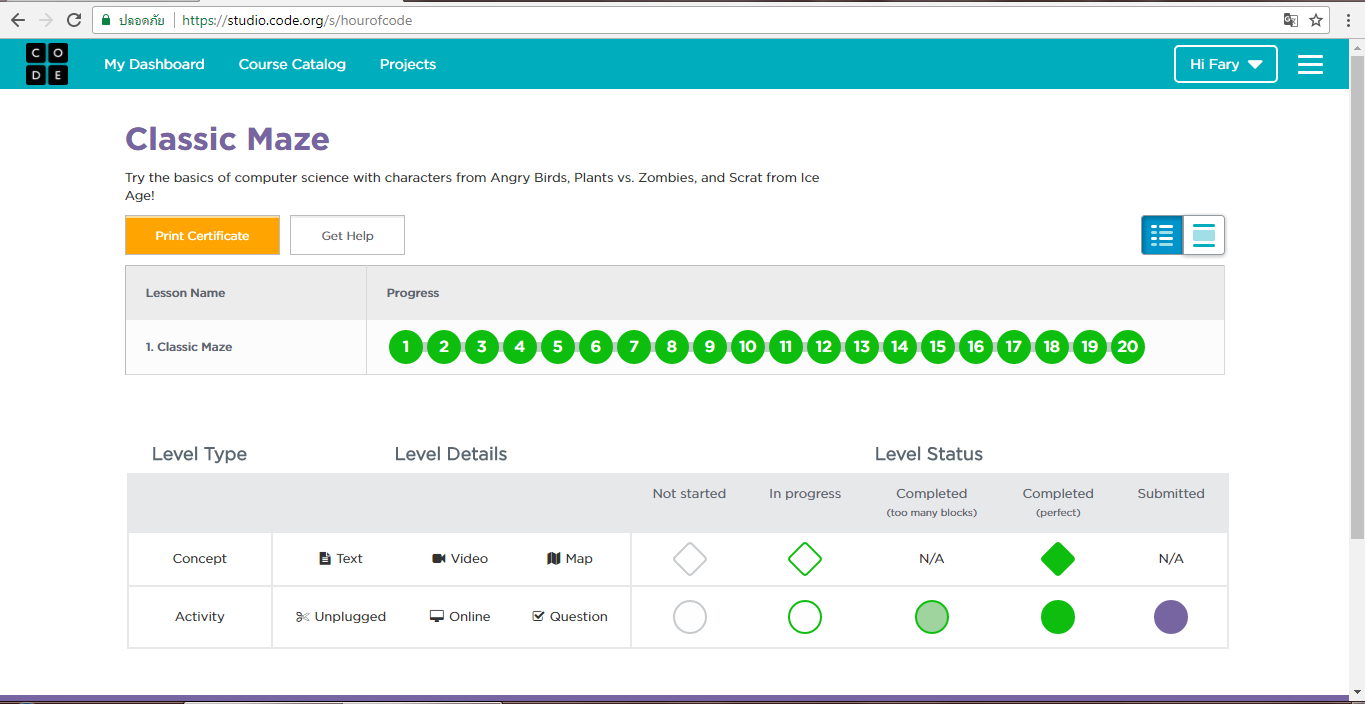 ปลอดภัย https://studio.code.org/s/hourofcode
C O
D E
My Dashboard Course Catalog Projects Hi Fary
Classic Maze
Try the basics of computer science with characters from Angry Birds, Plants vs. Zombies, and Scrat from Ice
Age!
Print Certificate Get Help
Lesson Name Progress
1. Classic Maze 1 2 3 4 5 6 7 8 9 10 11 12 13 14 15 16 17 18 19 20
Level Type Level Details Level Status
Not started In progress Completed Completed Submitted
(too many blocks) (perfect)
Concept Text Video Map N/A N/A
Activity Unplugged Online Question